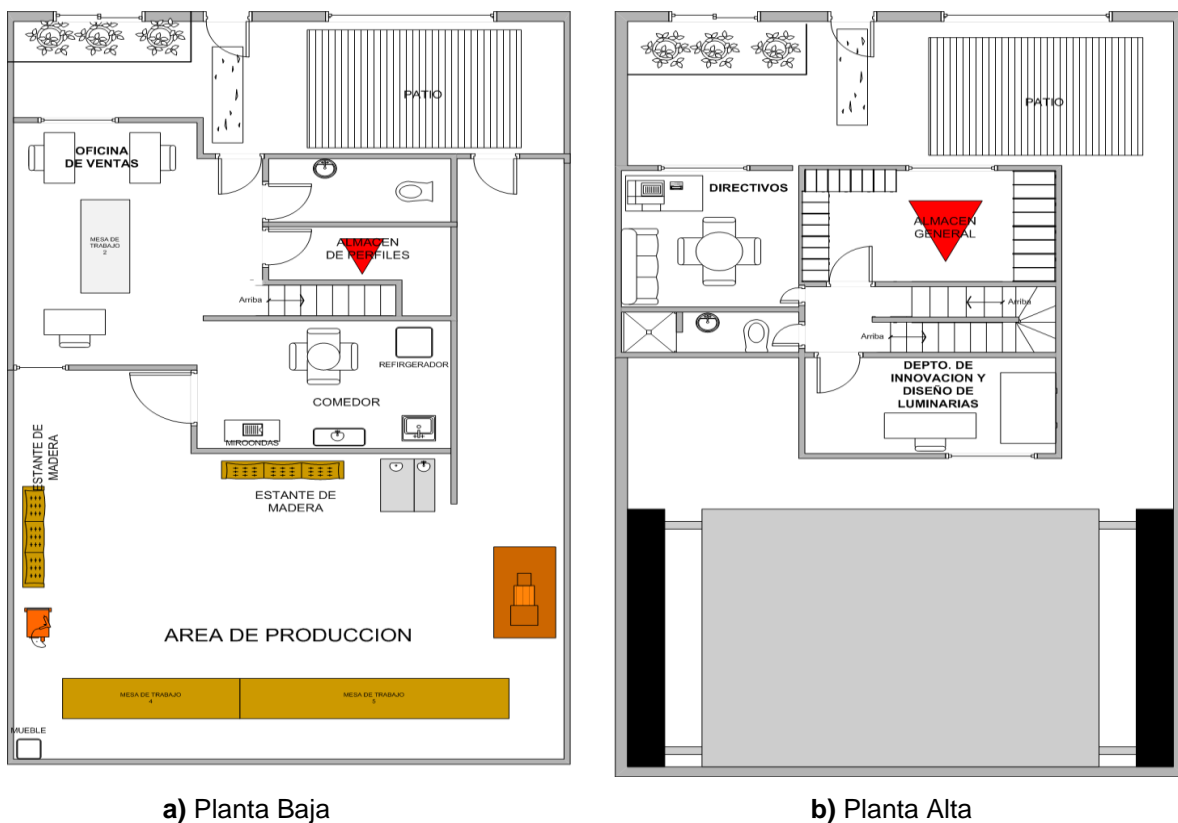 PATIO
OFICINA
DE VENTAS
MESA DE
TRABAJO
2
ALMACEN
DE PERFILES
Arriba
REFIRGERADOR
COMEDOR
MIROONDAS
ESTANTE DE
MADERA
ESTANTE DE
MADERA
AREA DE PRODUCCION
MESA DE TRABAJO
4
MESA DE TRABAJO
5
MUEBLE
a) Planta Baja
PATIO
DIRECTIVOS
ALMACEN
GENERAL
Arriba
Arriba
DEPTO. DE
INNOVACION Y
DISEÑO DE
LUMINARIAS
b) Planta Alta